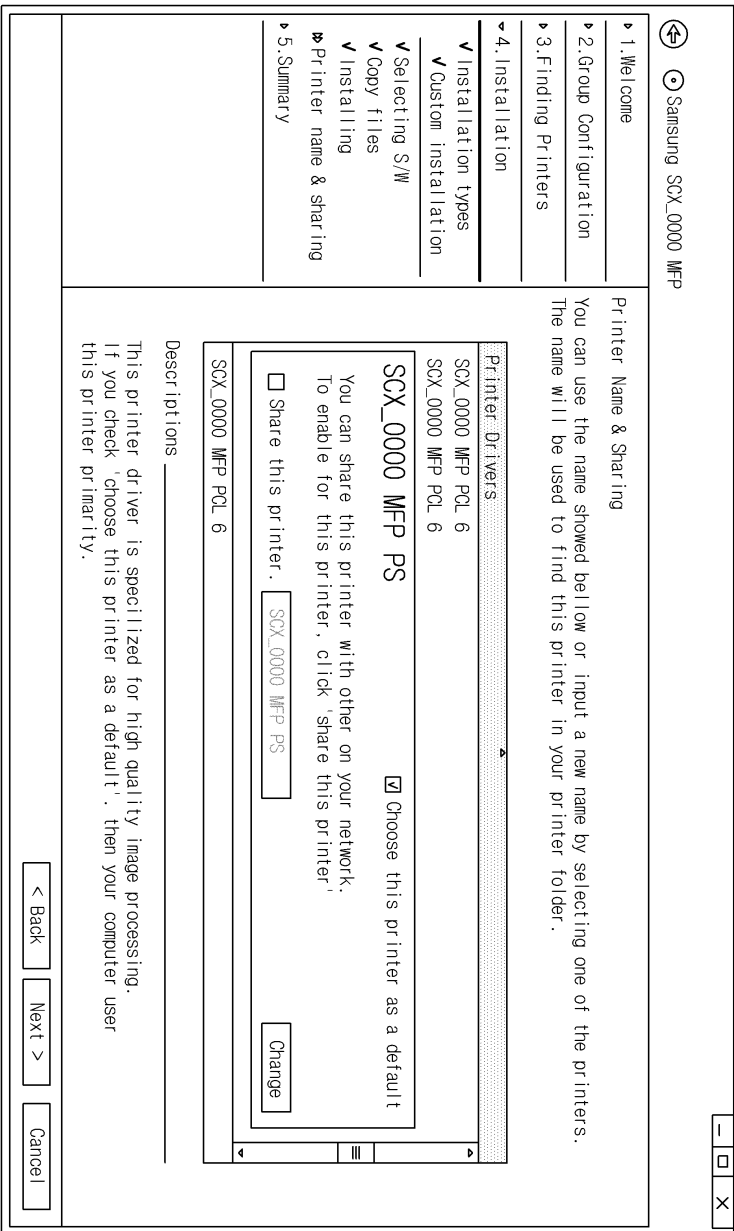 Samsung SCX_0000 MFP
1.Welcome
2.Group Configuration
3.Finding Printers
4.Installation
✔ Installation types
✔ Custom installation
✔ Selecting S/W
✔ Copy files
✔ Installing
Printer name & sharing
5.Summary
Printer Name & Sharing
You can use the name showed bellow or input a new name by selecting one of the printers.
The name will be used to find this printer in your printer folder.
Printer Drivers
SCX_0000 MFP PCL 6
SCX_0000 MFP PCL 6
SCX_0000 MFP PS
Choose this printer as a default
You can share this printer with other on your network.
To enable for this printer, click 'share this printer'
Share this printer.
SCX_0000 MFP PS
Change
SCX_0000 MFP PCL 6
Descriptions
This printer driver is specilized for high quality image processing.
If you check 'choose this printer as a default'. then your computer user
this printer primarity.
< Back
Next >
Cancel